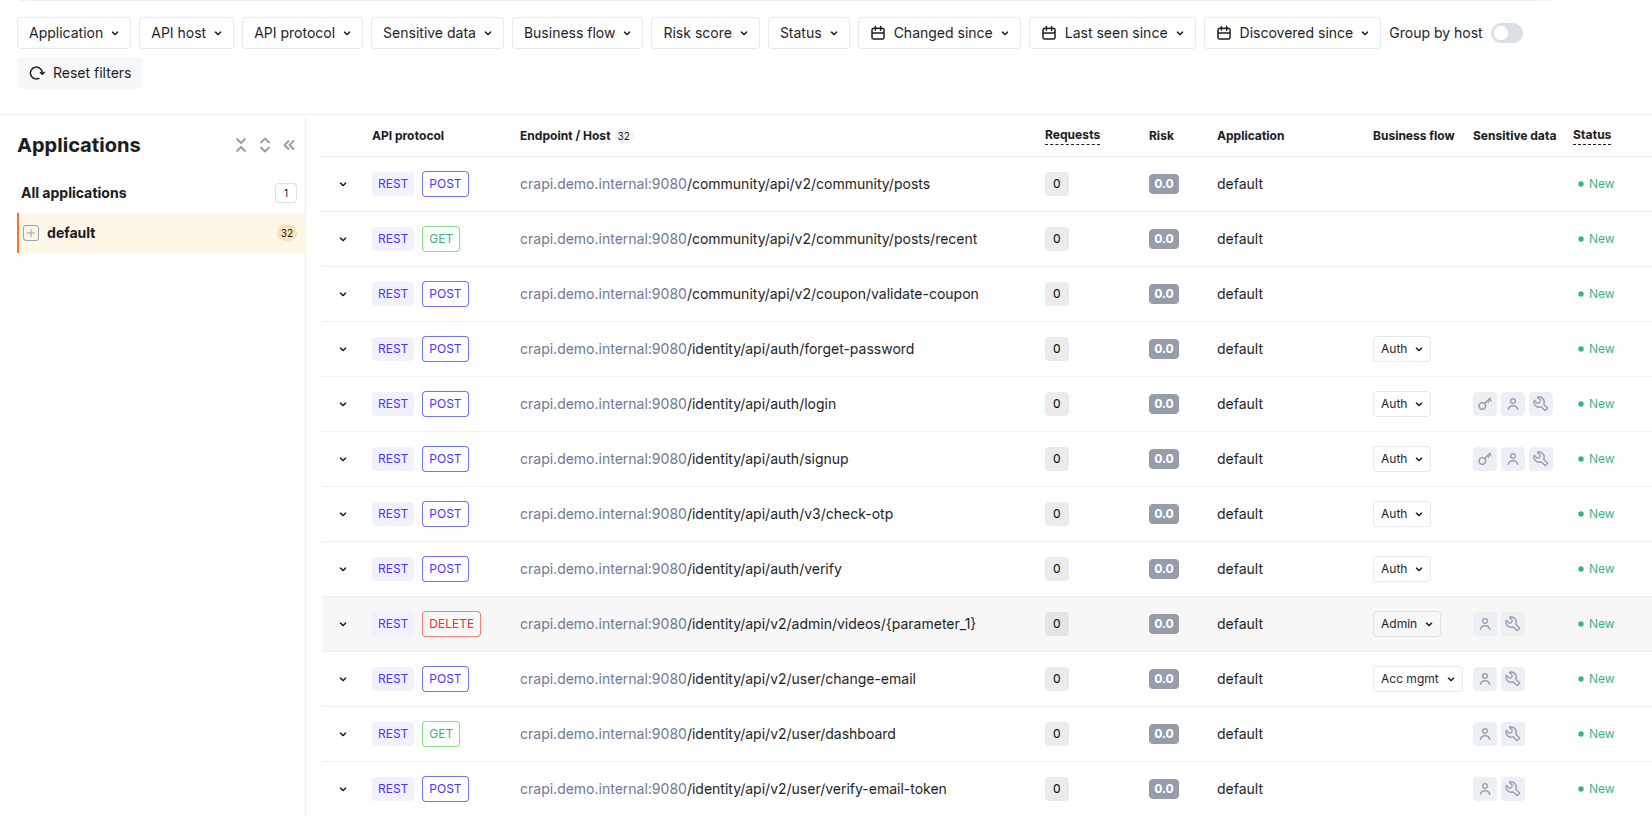 Application API host API protocol Sensitive data Business flow Risk score Status Changed since Last seen since Discovered since Group by host
Reset filters
Applications
All applications 1
default 32
API protocol Endpoint / Host 32 Requests Risk Application Business flow Sensitive data Status
REST POST crapi.demo.internal:9080/community/api/v2/community/posts 0 0.0 default New
REST GET crapi.demo.internal:9080/community/api/v2/community/posts/recent 0 0.0 default New
REST POST crapi.demo.internal:9080/community/api/v2/coupon/validate-coupon 0 0.0 default New
REST POST crapi.demo.internal:9080/identity/api/auth/forget-password 0 0.0 default Auth New
REST POST crapi.demo.internal:9080/identity/api/auth/login 0 0.0 default Auth New
REST POST crapi.demo.internal:9080/identity/api/auth/signup 0 0.0 default Auth New
REST POST crapi.demo.internal:9080/identity/api/auth/v3/check-otp 0 0.0 default Auth New
REST POST crapi.demo.internal:9080/identity/api/auth/verify 0 0.0 default Auth New
REST DELETE crapi.demo.internal:9080/identity/api/v2/admin/videos/{parameter_1} 0 0.0 default Admin New
REST POST crapi.demo.internal:9080/identity/api/v2/user/change-email 0 0.0 default Acc mgmt New
REST GET crapi.demo.internal:9080/identity/api/v2/user/dashboard 0 0.0 default New
REST POST crapi.demo.internal:9080/identity/api/v2/user/verify-email-token 0 0.0 default New